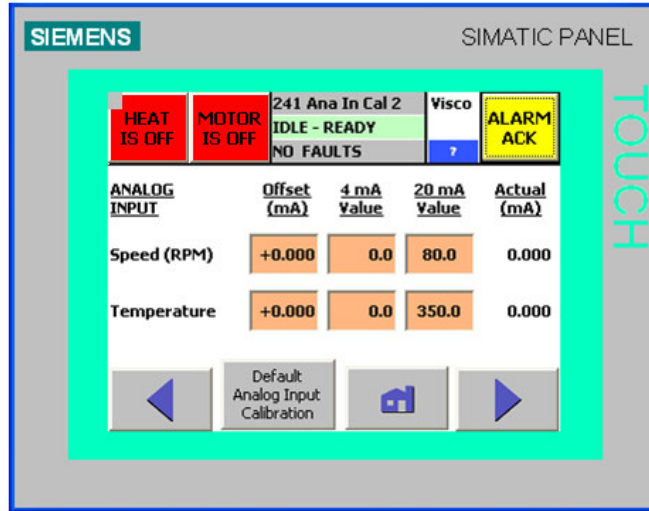 SIEMENS
SIMATIC PANEL
TOUCH
HEAT
IS OFF
MOTOR
IS OFF
241 Ana In Cal 2
IDLE - READY
NO FAULTS
Visco
?
ALARM
ACK
ANALOG
INPUT
Offset
(mA)
4 mA
Value
20 mA
Value
Actual
(mA)
Speed (RPM) +0.000 0.0 80.0 0.000
Temperature +0.000 0.0 350.0 0.000
Default
Analog Input
Calibration